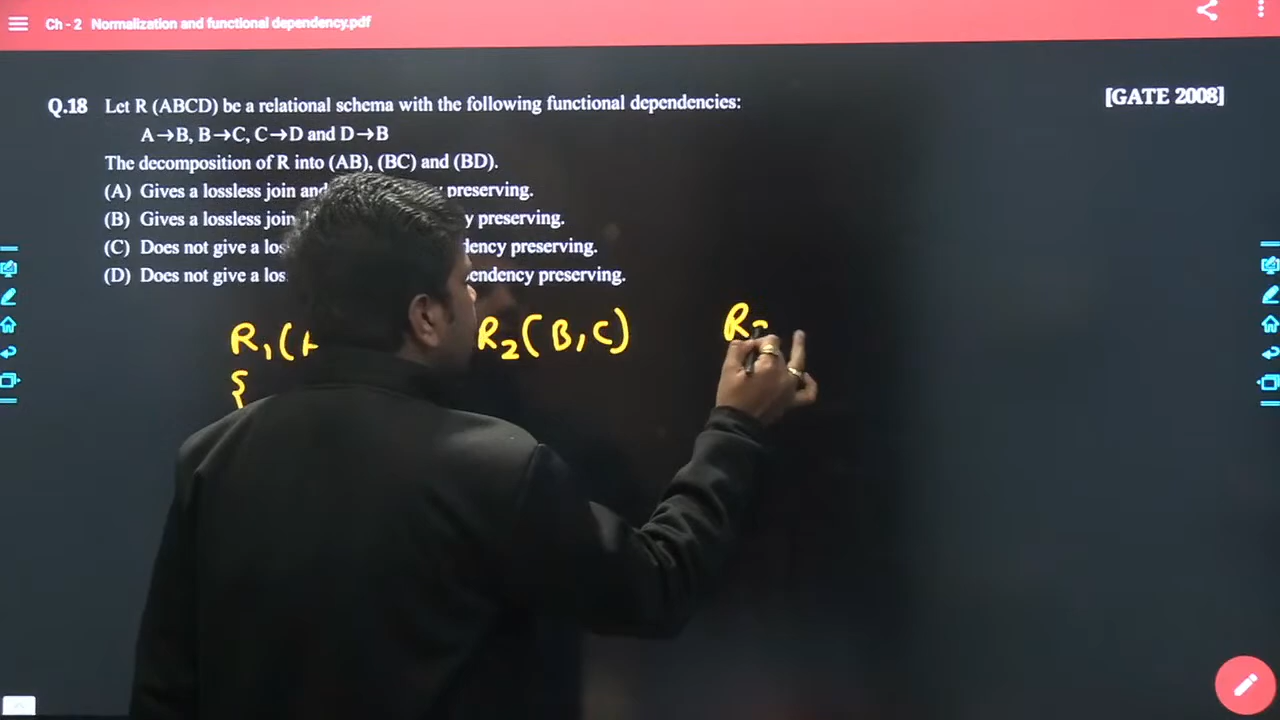 Ch - 2 Normalization and functional dependency.pdf
Q.18 Let R (ABCD) be a relational schema with the following functional dependencies: [GATE 2008]
A→B, B→C, C→D and D→B
The decomposition of R into (AB), (BC) and (BD).
(A) Gives a lossless join and preserving.
(B) Gives a lossless join y preserving.
(C) Does not give a los dency preserving.
(D) Does not give a los endency preserving.
R1( R2(B,C) R
{